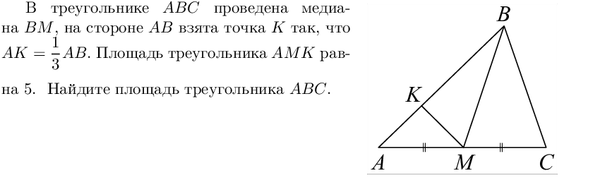 В треугольнике ABC проведена медиа-
на BM, на стороне AB взята точка K так, что
AK = 1/3 AB. Площадь треугольника AMK рав-
на 5. Найдите площадь треугольника ABC.
B
K
A M C